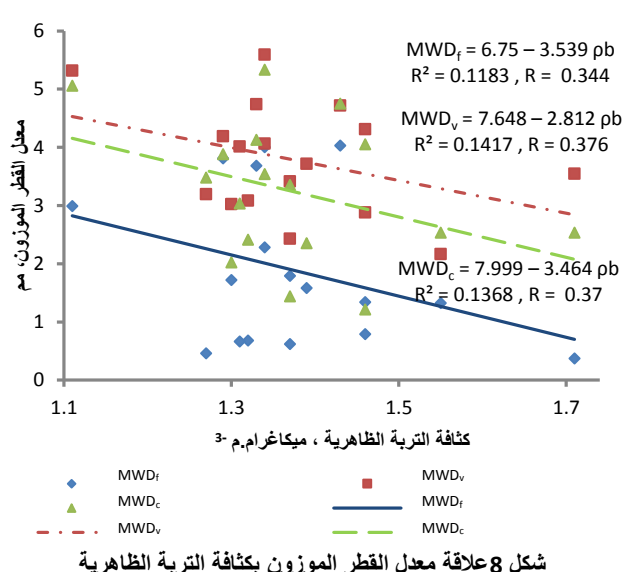 6
5
4
3
2
1
0
معدل القطر الموزون، مم
MWDf = 6.75 – 3.539 ρb
R² = 0.1183 , R = 0.344
MWDv = 7.648 – 2.812 ρb
R² = 0.1417 , R = 0.376
MWDc = 7.999 – 3.464 ρb
R² = 0.1368 , R = 0.37
1.1 1.3 1.5 1.7
كثافة التربة الظاهرية ، ميكاغرام.م -3
MWDf MWDv
MWDc MWDf
MWDv MWDc
شكل 8علاقة معدل القطر الموزون بكثافة التربة الظاهرية